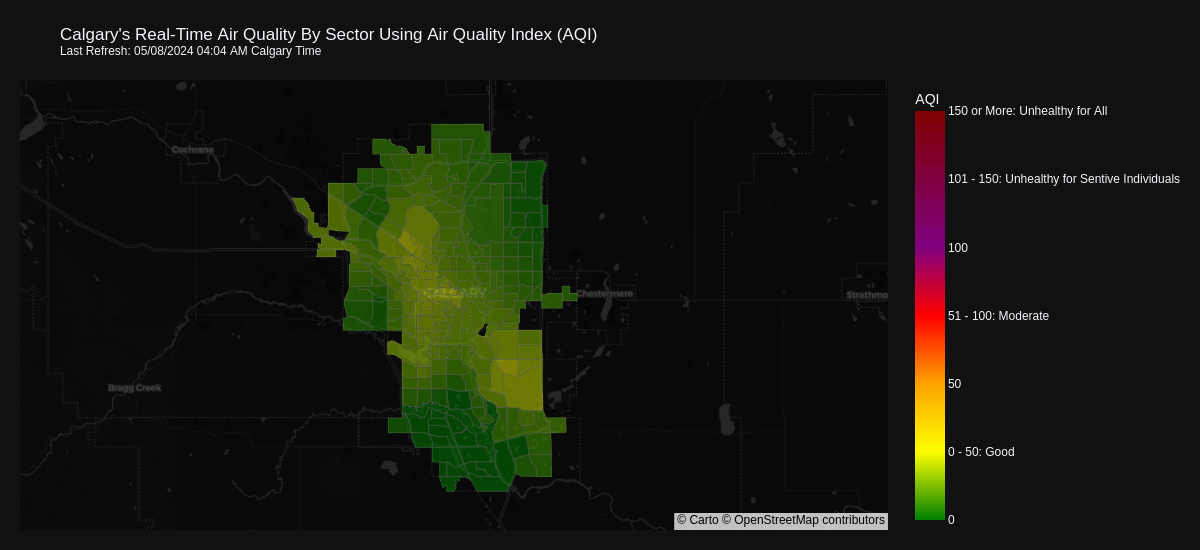 Calgary's Real-Time Air Quality By Sector Using Air Quality Index (AQI)
Last Refresh: 05/08/2024 04:04 AM Calgary Time
AQI
150 or More: Unhealthy for All
Cochrane
101 - 150: Unhealthy for Sentive Individuals
100
CALGARY
Chestermere
Strathmo
51 - 100: Moderate
50
Bragg Creek
0 - 50: Good
0
© Carto © OpenStreetMap contributors